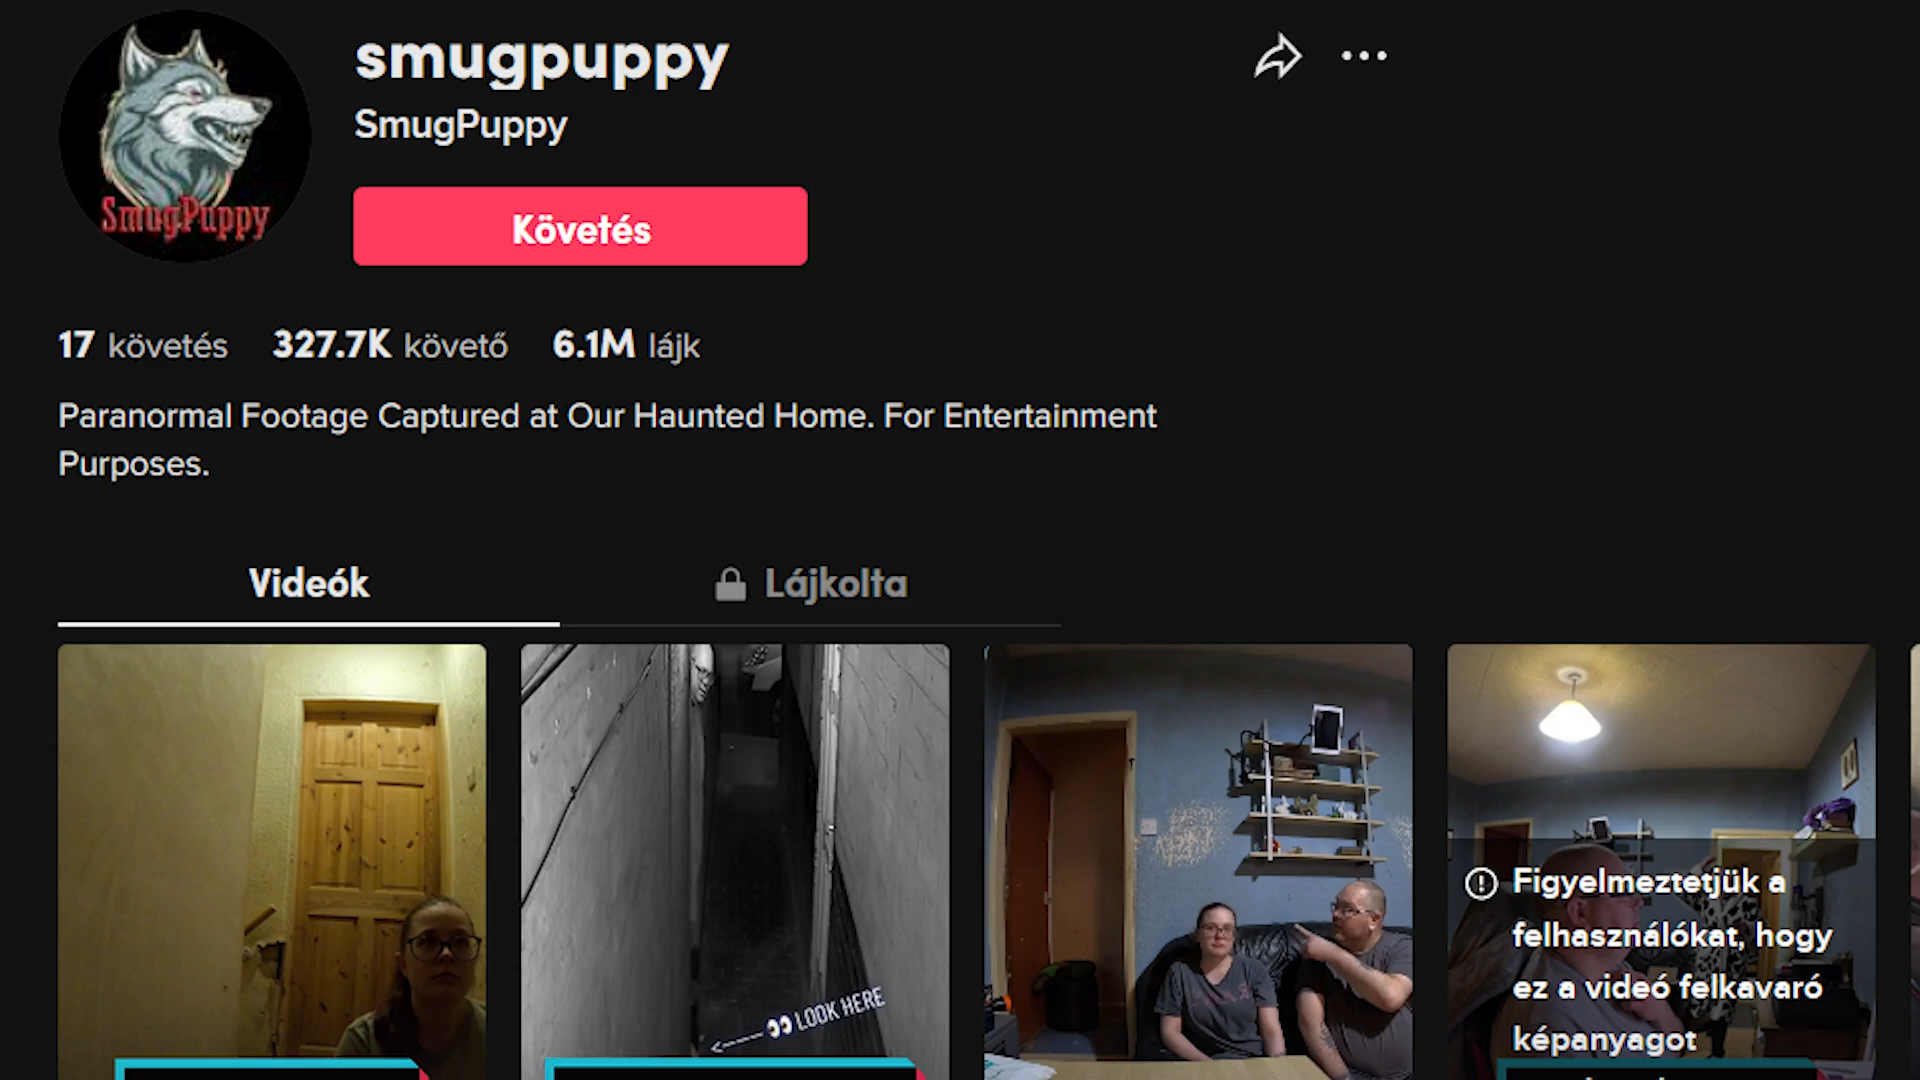 smugpuppy
SmugPuppy
SmugPuppy
Követés
17 követés 327.7K követő 6.1M lájk
Paranormal Footage Captured at Our Haunted Home. For Entertainment
Purposes.
Videók
Lájkolta
LOOK HERE
Figyelmeztetjük a
felhasználókat, hogy
ez a videó felkavaró
képanyagot